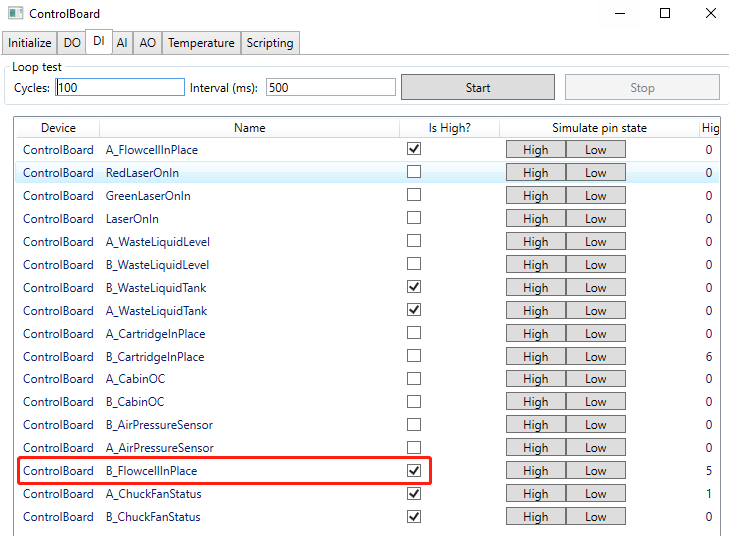 ControlBoard
Initialize DO DI AI AO Temperature Scripting
Loop test
Cycles: 100 Interval (ms): 500 Start Stop
Device Name Is High? Simulate pin state Hig
ControlBoard A_FlowcellInPlace High Low 0
ControlBoard RedLaserOnIn High Low 0
ControlBoard GreenLaserOnIn High Low 0
ControlBoard LaserOnIn High Low 0
ControlBoard A_WasteLiquidLevel High Low 0
ControlBoard B_WasteLiquidLevel High Low 0
ControlBoard B_WasteLiquidTank High Low 0
ControlBoard A_WasteLiquidTank High Low 0
ControlBoard A_CartridgeInPlace High Low 0
ControlBoard B_CartridgeInPlace High Low 6
ControlBoard A_CabinOC High Low 0
ControlBoard B_CabinOC High Low 0
ControlBoard B_AirPressureSensor High Low 0
ControlBoard A_AirPressureSensor High Low 0
ControlBoard B_FlowcellInPlace High Low 5
ControlBoard A_ChuckFanStatus High Low 1
ControlBoard B_ChuckFanStatus High Low 0